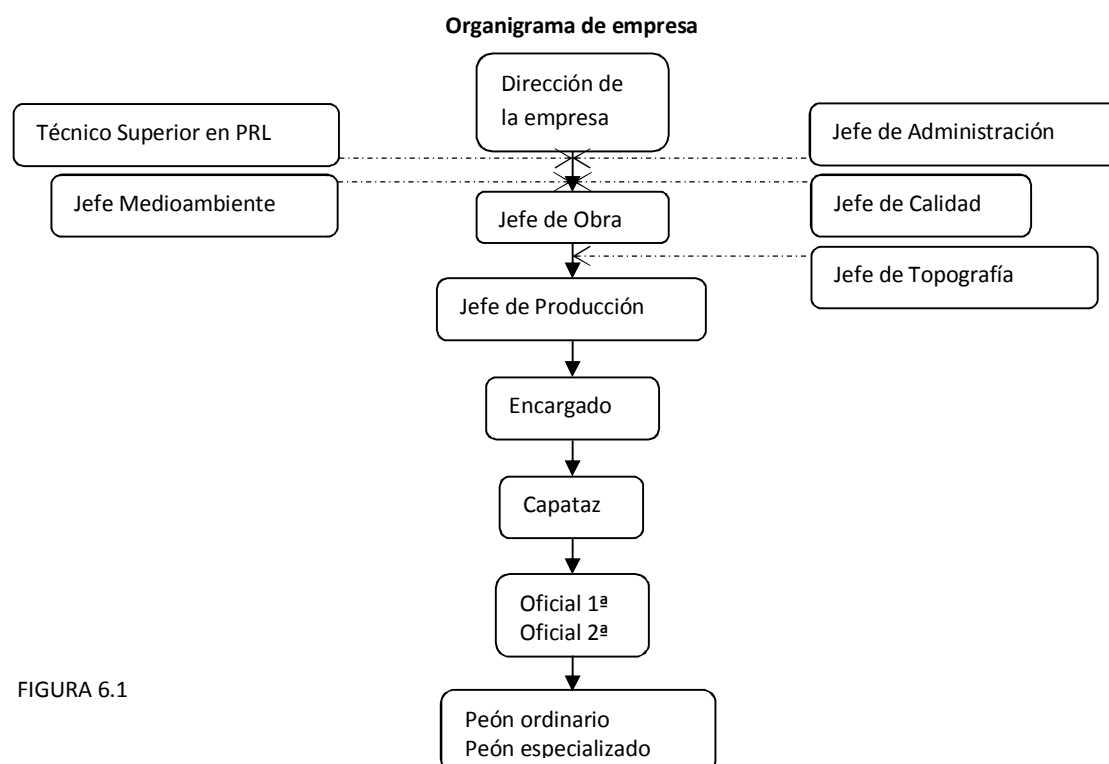 Organigrama de empresa
Dirección de
la empresa
Técnico Superior en PRL
Jefe de Administración
Jefe Medioambiente
Jefe de Obra
Jefe de Calidad
Jefe de Topografía
Jefe de Producción
Encargado
Capataz
Oficial 1ª
Oficial 2ª
FIGURA 6.1
Peón ordinario
Peón especializado